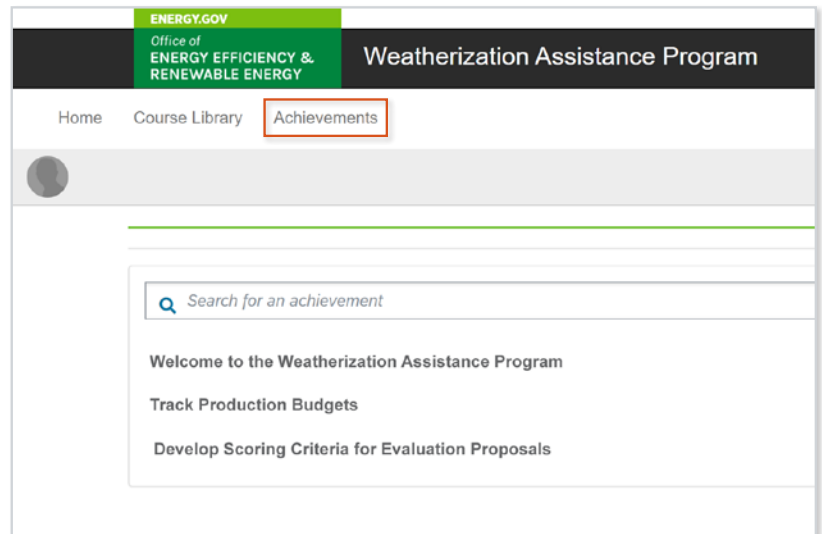 ENERGY.GOV
Office of
ENERGY EFFICIENCY &
RENEWABLE ENERGY
Weatherization Assistance Program
Home Course Library Achievements
Search for an achievement
Welcome to the Weatherization Assistance Program
Track Production Budgets
Develop Scoring Criteria for Evaluation Proposals